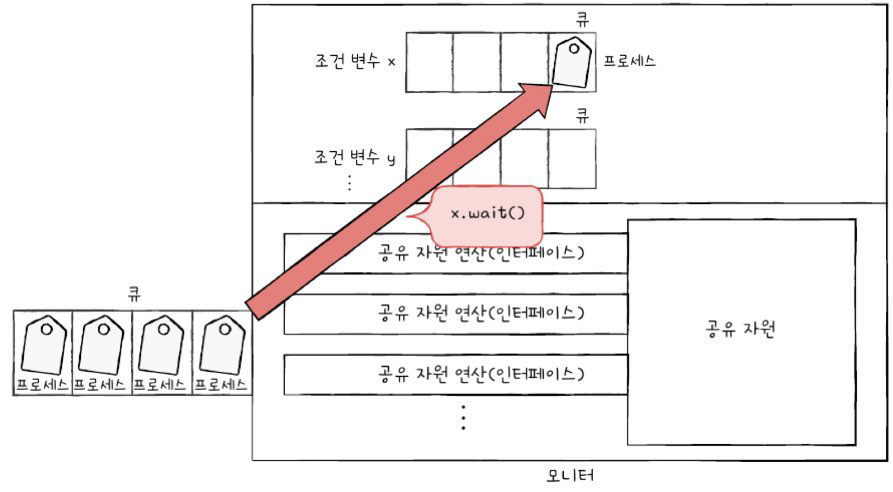 큐
조건 변수 x
프로세스
큐
조건 변수 y
⋮
x.wait()
공유 자원 연산(인터페이스)
큐
공유 자원 연산(인터페이스)
공유 자원
프로세스 프로세스 프로세스 프로세스
공유 자원 연산(인터페이스)
⋮
모니터